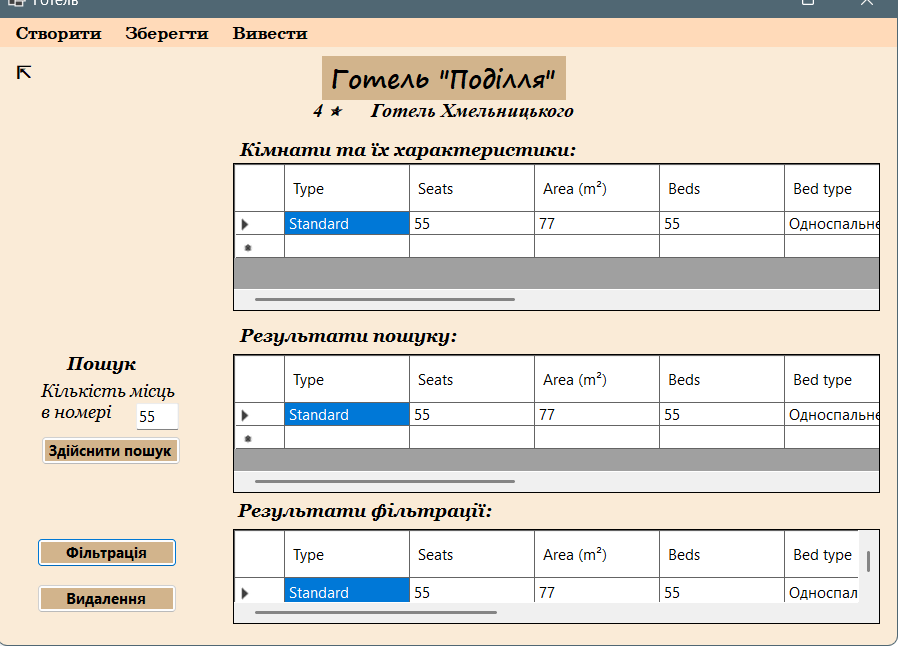 Готель
Створити Зберегти Вивести
Готель "Поділля"
4 ★ Готель Хмельницького
Кімнати та їх характеристики:
Type Seats Area (m²) Beds Bed type
Standard 55 77 55 Односпальне
Результати пошуку:
Type Seats Area (m²) Beds Bed type
Standard 55 77 55 Односпальне
Пошук
Кількість місць
в номері 55
Здійснити пошук
Результати фільтрації:
Type Seats Area (m²) Beds Bed type
Standard 55 77 55 Односпал
Фільтрація
Видалення